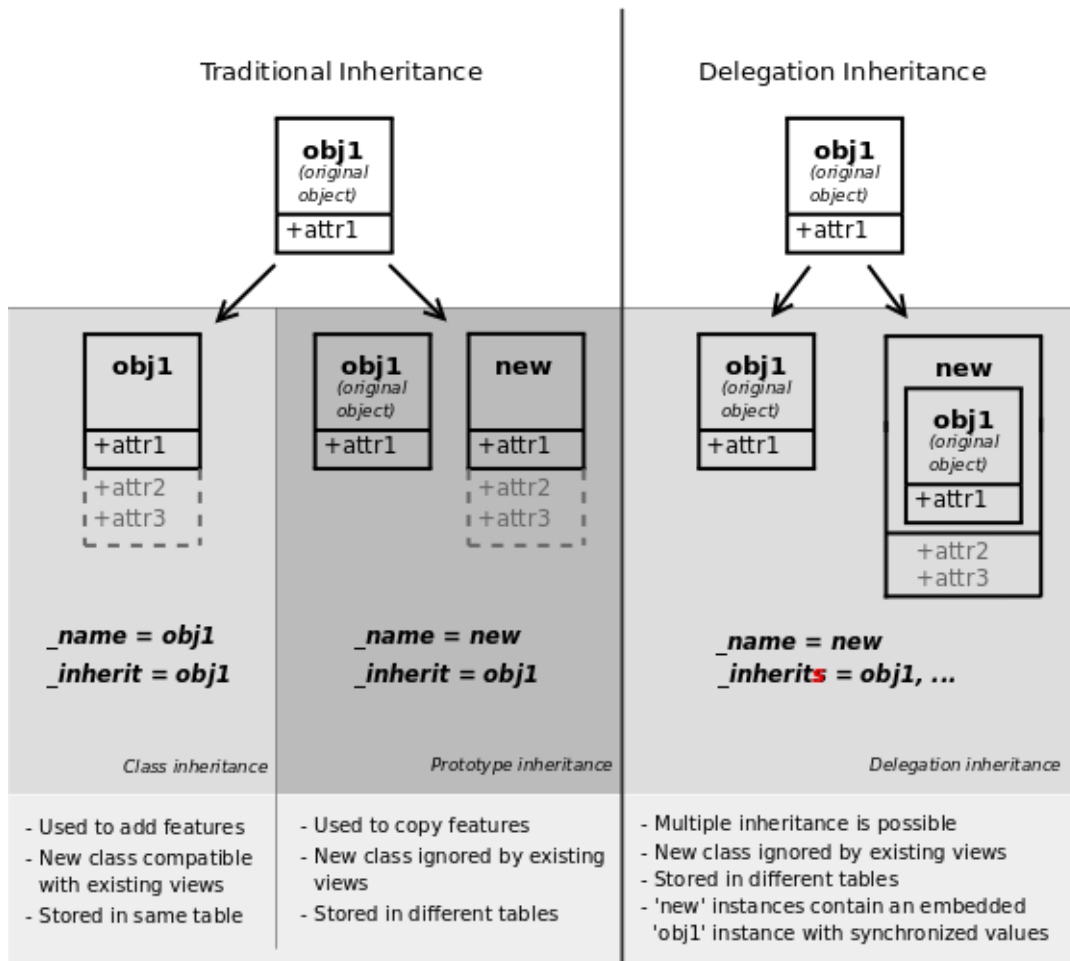 Traditional Inheritance
obj1
(original
object)
+attr1
obj1
+attr1
+attr2
+attr3
_name = obj1
_inherit = obj1
Class inheritance
- Used to add features
- New class compatible
with existing views
- Stored in same table
obj1
(original
object)
+attr1
new
+attr1
+attr2
+attr3
_name = new
_inherit = obj1
Prototype inheritance
- Used to copy features
- New class ignored by existing
views
- Stored in different tables
Delegation Inheritance
obj1
(original
object)
+attr1
obj1
(original
object)
+attr1
new
obj1
(original
object)
+attr1
+attr2
+attr3
_name = new
_inherits = obj1, ...
Delegation inheritance
- Multiple inheritance is possible
- New class ignored by existing views
- Stored in different tables
- 'new' instances contain an embedded
'obj1' instance with synchronized values